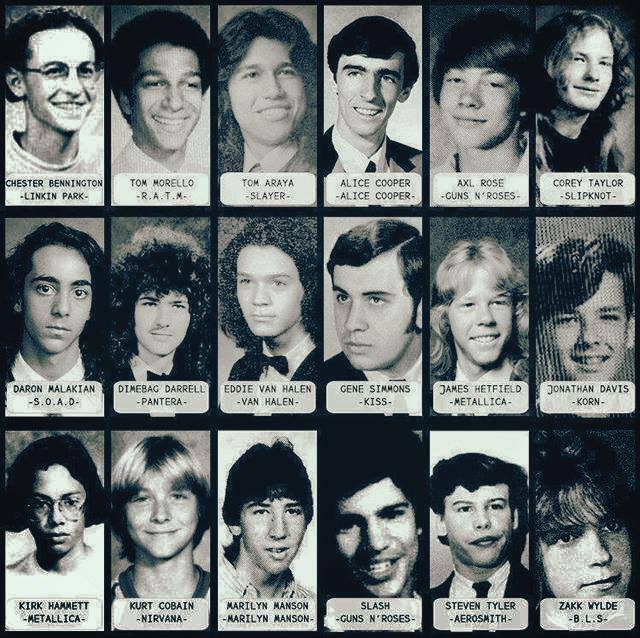 CHESTER BENNINGTON
-LINKIN PARK-
TOM MORELLO
-R.A.T.M-
TOM ARAYA
-SLAYER-
ALICE COOPER
-ALICE COOPER-
AXL ROSE
-GUNS N'ROSES-
COREY TAYLOR
-SLIPKNOT-
DARON MALAKIAN
-S.O.A.D-
DIMEBAG DARRELL
-PANTERA-
EDDIE VAN HALEN
-VAN HALEN-
GENE SIMMONS
-KISS-
JAMES HETFIELD
-METALLICA-
JONATHAN DAVIS
-KORN-
KIRK HAMMETT
-METALLICA-
KURT COBAIN
-NIRVANA-
MARILYN MANSON
-MARILYN MANSON-
SLASH
-GUNS N'ROSES-
STEVEN TYLER
-AEROSMITH-
ZAKK WYLDE
-B.L.S-